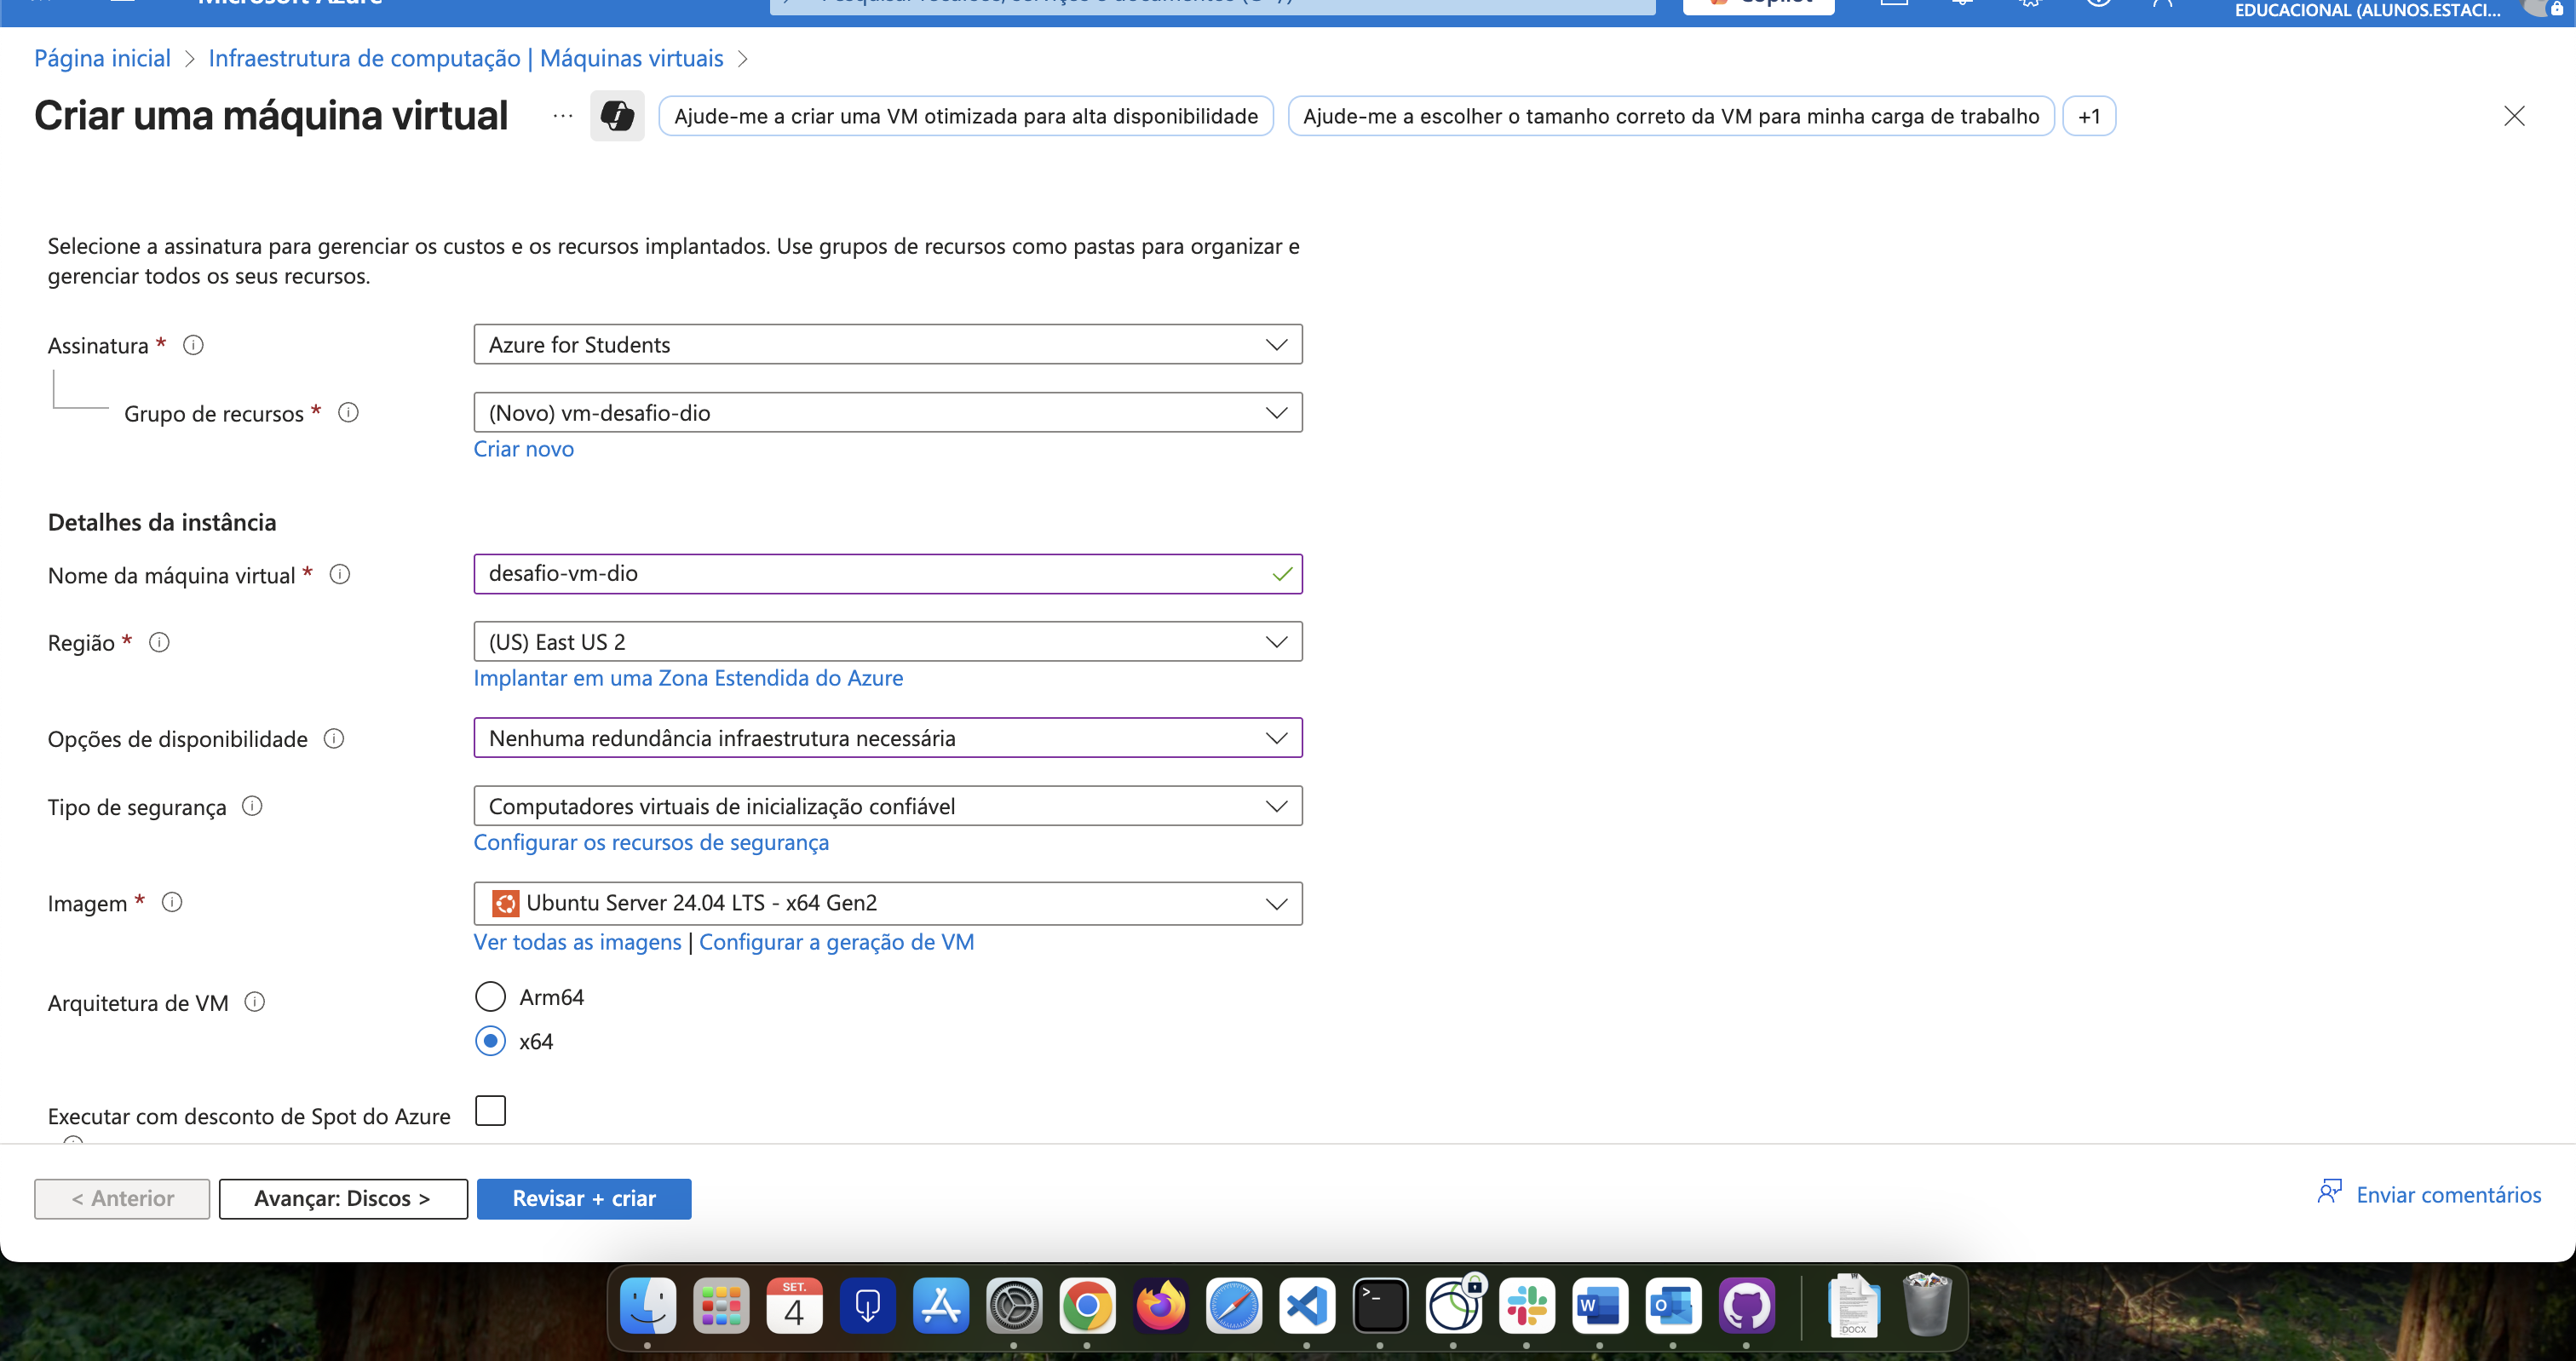 Microsoft Azure
Copilot
EDUCACIONAL (ALUNOS.ESTACI...
Página inicial > Infraestrutura de computação | Máquinas virtuais >
Criar uma máquina virtual ... Ajude-me a criar uma VM otimizada para alta disponibilidade Ajude-me a escolher o tamanho correto da VM para minha carga de trabalho +1
Selecione a assinatura para gerenciar os custos e os recursos implantados. Use grupos de recursos como pastas para organizar e
gerenciar todos os seus recursos.
Assinatura * Azure for Students
Grupo de recursos * (Novo) vm-desafio-dio
Criar novo
Detalhes da instância
Nome da máquina virtual * desafio-vm-dio
Região * (US) East US 2
Implantar em uma Zona Estendida do Azure
Opções de disponibilidade Nenhuma redundância infraestrutura necessária
Tipo de segurança Computadores virtuais de inicialização confiável
Configurar os recursos de segurança
Imagem * Ubuntu Server 24.04 LTS - x64 Gen2
Ver todas as imagens | Configurar a geração de VM
Arquitetura de VM Arm64
x64
Executar com desconto de Spot do Azure
< Anterior Avançar: Discos > Revisar + criar Enviar comentários
SET.
4
DOCX